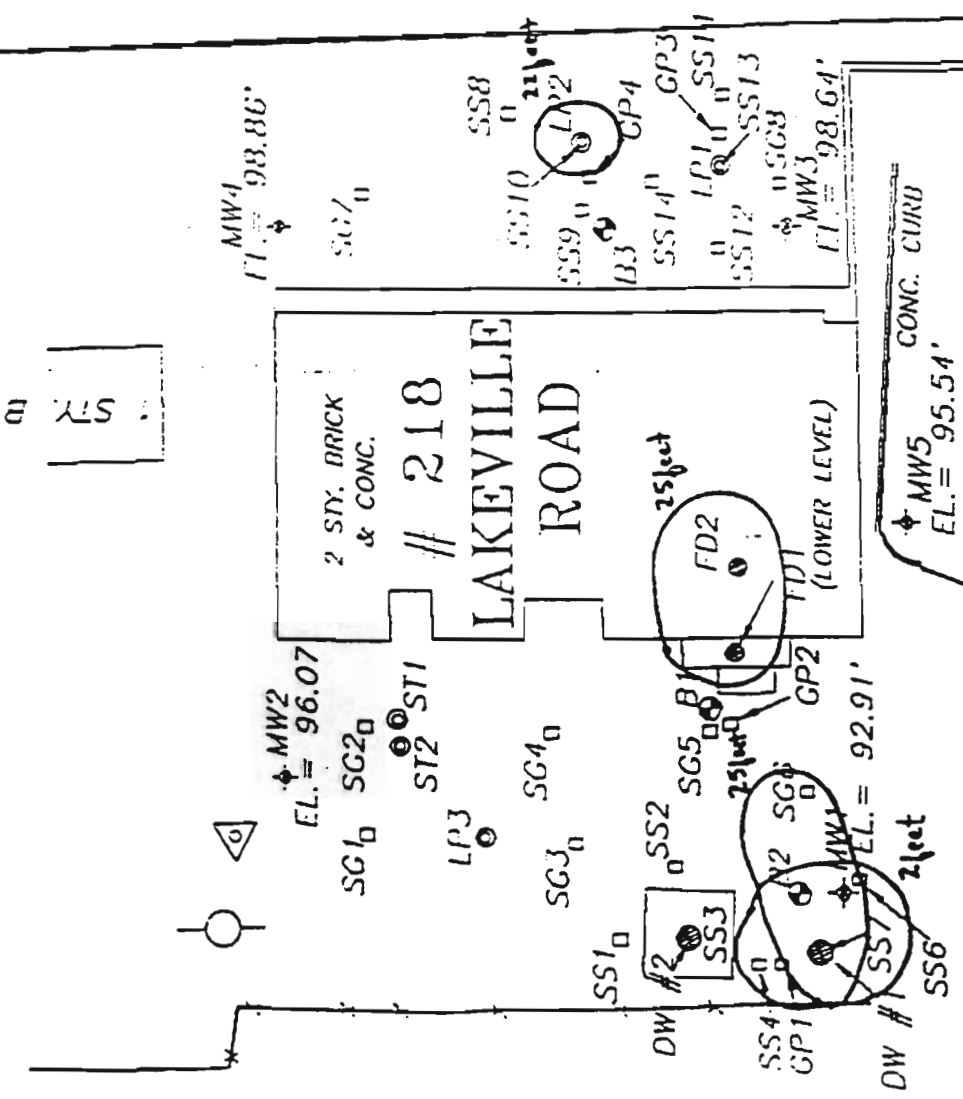 MW4
EL. = 98.86'
SS8
22 feet
LP2
GP4
SS10
SS9
B3
SS14
GP3
SS11
SS13
LP1
SG8
SS12
MW3
EL. = 98.64'
CONC. CURB
MW5
EL. = 95.54'
STY. B
2 STY. BRICK
& CONC.
# 218
LAKEVILLE
ROAD
25 feet
FD2
FD1
(LOWER LEVEL)
MW2
EL. = 96.07
SG2
ST1
ST2
SG1
LP3
SG4
SG3
SG5
B1
GP2
25 feet
SS2
SS1
DW #2
SS3
MW1
EL. = 92.91'
2 feet
SS4
GP1
SS7
SS6
DW #1